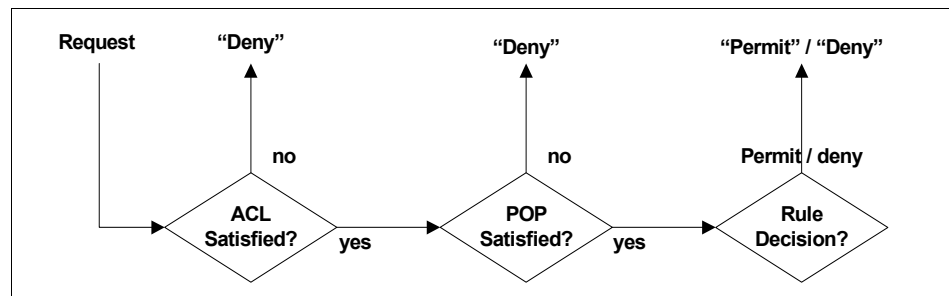 Request
“Deny”
“Deny”
“Permit” / “Deny”
no
no
Permit / deny
ACL
Satisfied?
yes
POP
Satisfied?
yes
Rule
Decision?